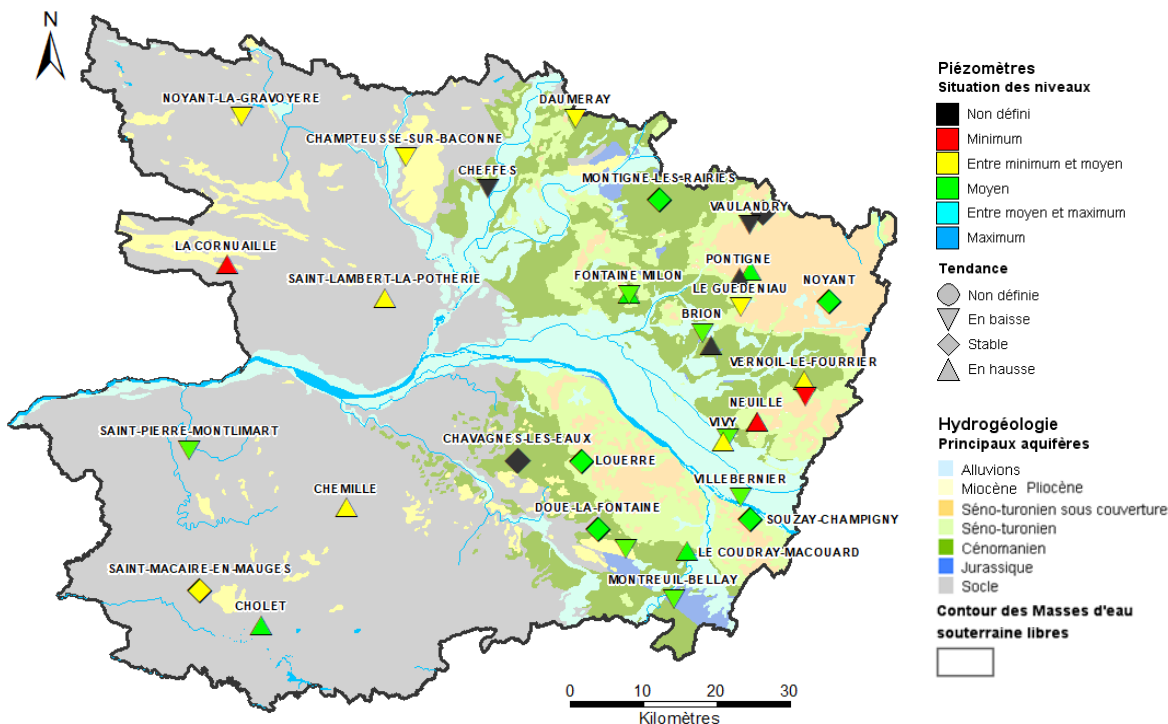 N
NOYANT-LA-GRAVOYERE
DAUMERAY
CHAMPTEUSSE-SUR-BACONNE
CHEFFES
MONTIGNE-LES-RAIRIES
VAULANDRY
LA CORNUAILLE
SAINT-LAMBERT-LA-POTHERIE
FONTAINE MILON
PONTIGNE
LE GUEDENIAU
NOYANT
BRION
VERNOIL-LE-FOURRIER
NEUILLE
VIVY
SAINT-PIERRE-MONTLIMART
CHAVAGNES-LES-EAUX
LOUERRE
CHEMILLE
VILLEBERNIER
DOUE-LA-FONTAINE
SOUZAY-CHAMPIGNY
LE COUDRAY-MACOUARD
SAINT-MACAIRE-EN-MAUGES
MONTREUIL-BELLAY
CHOLET
0 10 20 30
Kilomètres
Piézomètres
Situation des niveaux
Non défini
Minimum
Entre minimum et moyen
Moyen
Entre moyen et maximum
Maximum
Tendance
Non définie
En baisse
Stable
En hausse
Hydrogéologie
Principaux aquifères
Alluvions
Miocène Pliocène
Séno-turonien sous couverture
Séno-turonien
Cénomanien
Jurassique
Socle
Contour des Masses d'eau
souterraine libres